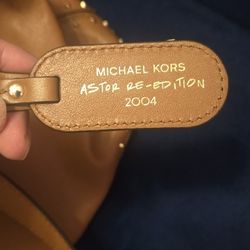 MICHAEL KORS
ASTOR RE-EDITION
2004